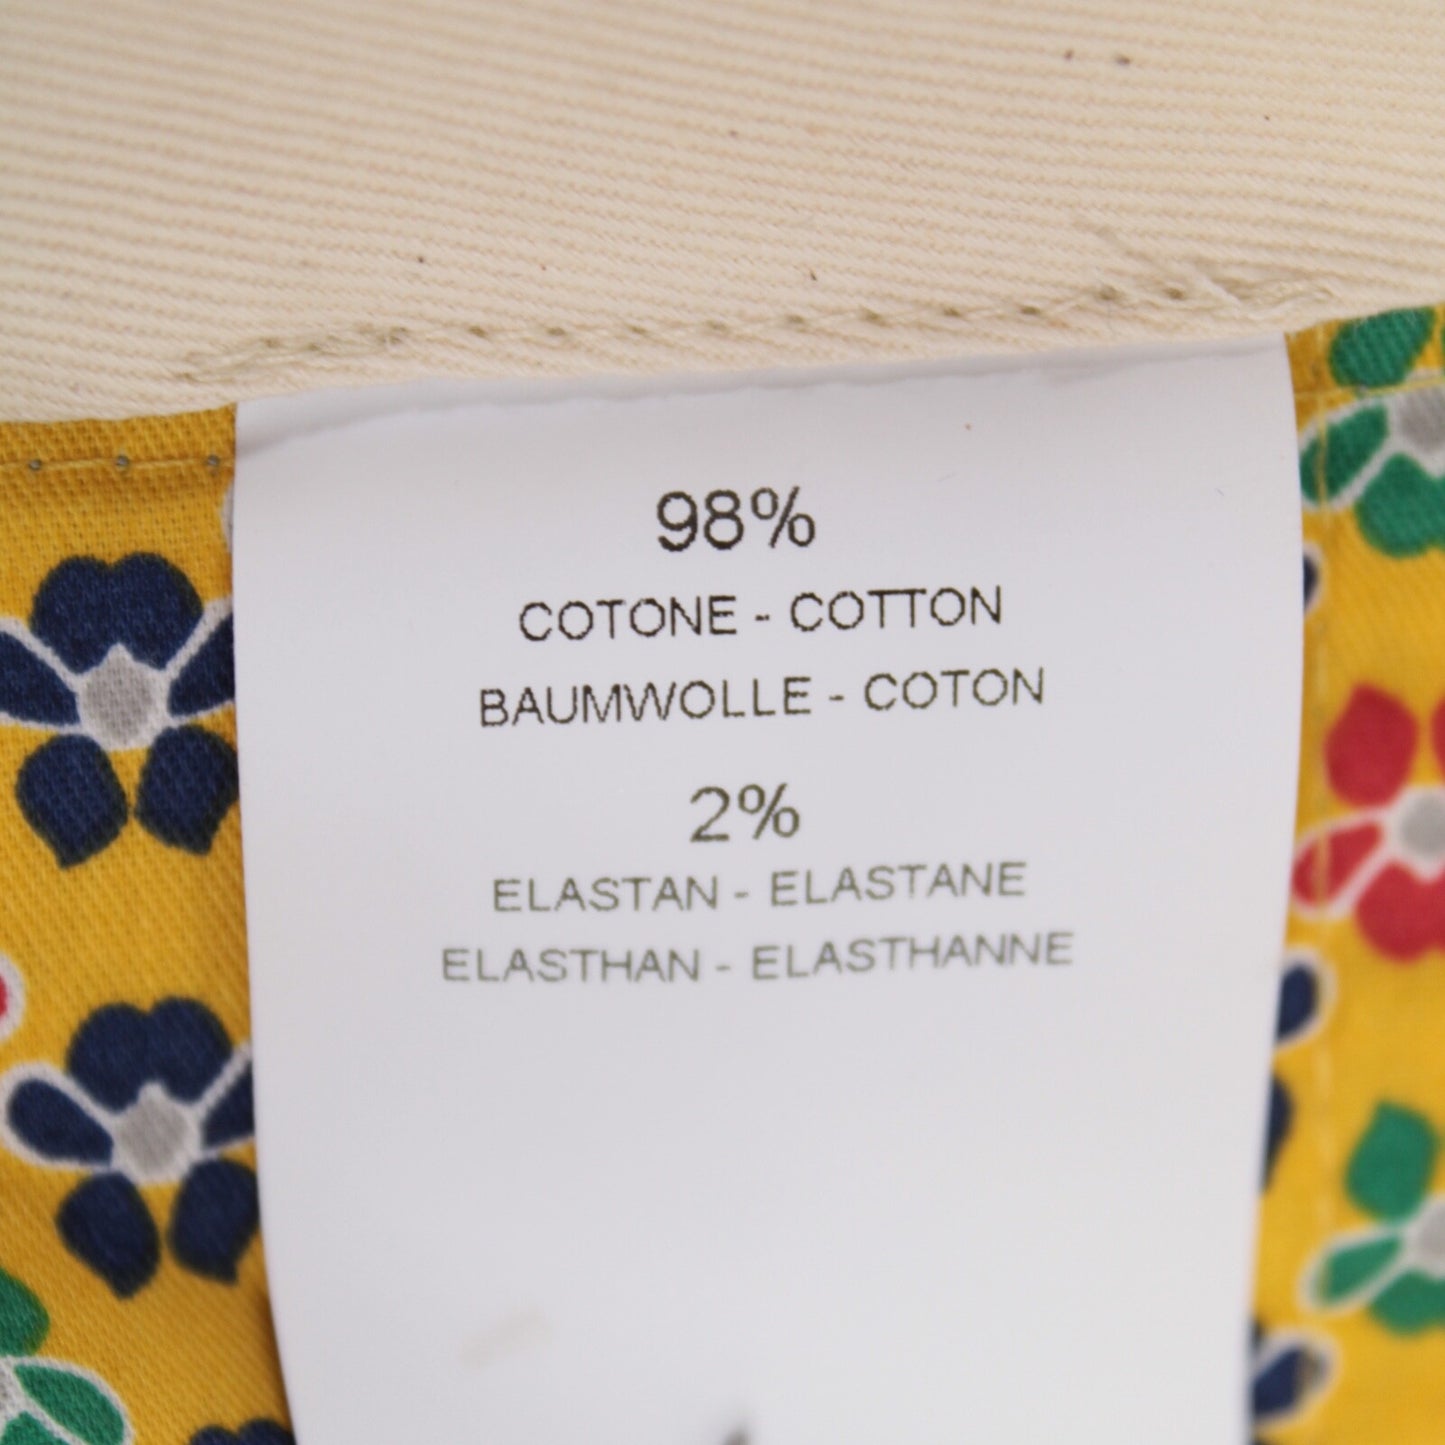 98%
COTONE - COTTON
BAUMWOLLE - COTON
2%
ELASTAN - ELASTANE
ELASTHAN - ELASTHANNE